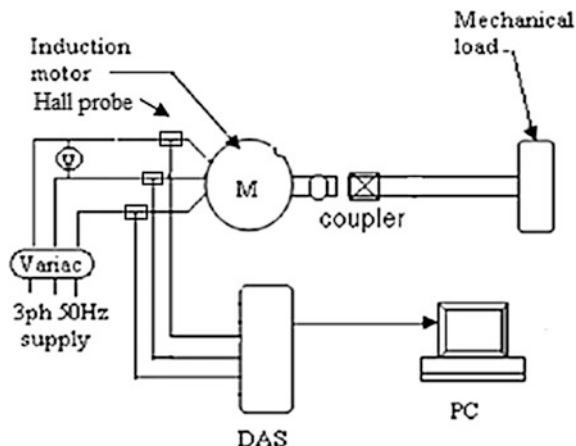 Mechanical
load
Induction
motor
Hall probe
V
M
coupler
Variac
3ph 50Hz
supply
DAS
PC